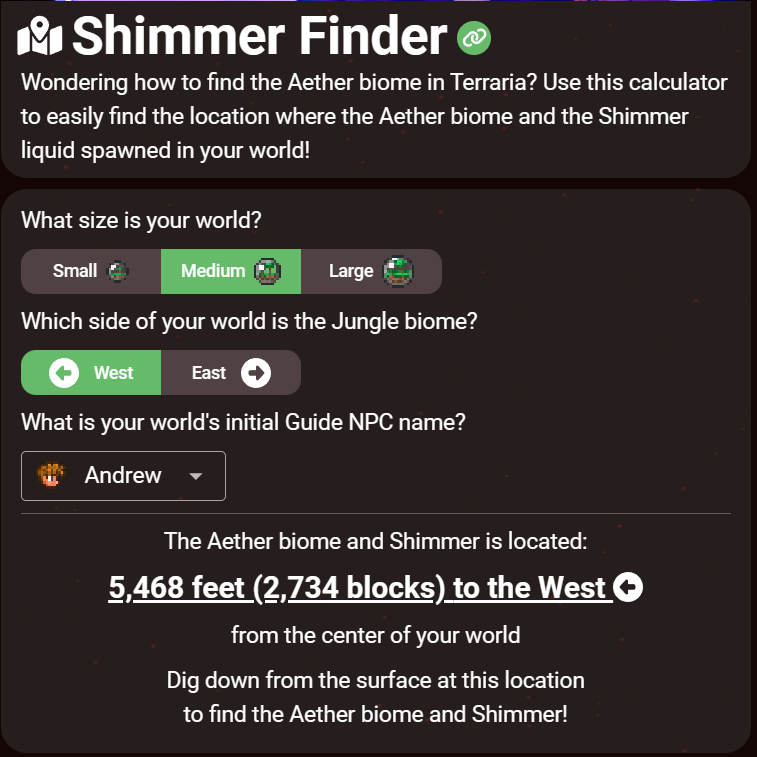 Shimmer Finder
Wondering how to find the Aether biome in Terraria? Use this calculator
to easily find the location where the Aether biome and the Shimmer
liquid spawned in your world!
What size is your world?
Small Medium Large
Which side of your world is the Jungle biome?
West East
What is your world's initial Guide NPC name?
Andrew
The Aether biome and Shimmer is located:
5,468 feet (2,734 blocks) to the West
from the center of your world
Dig down from the surface at this location
to find the Aether biome and Shimmer!